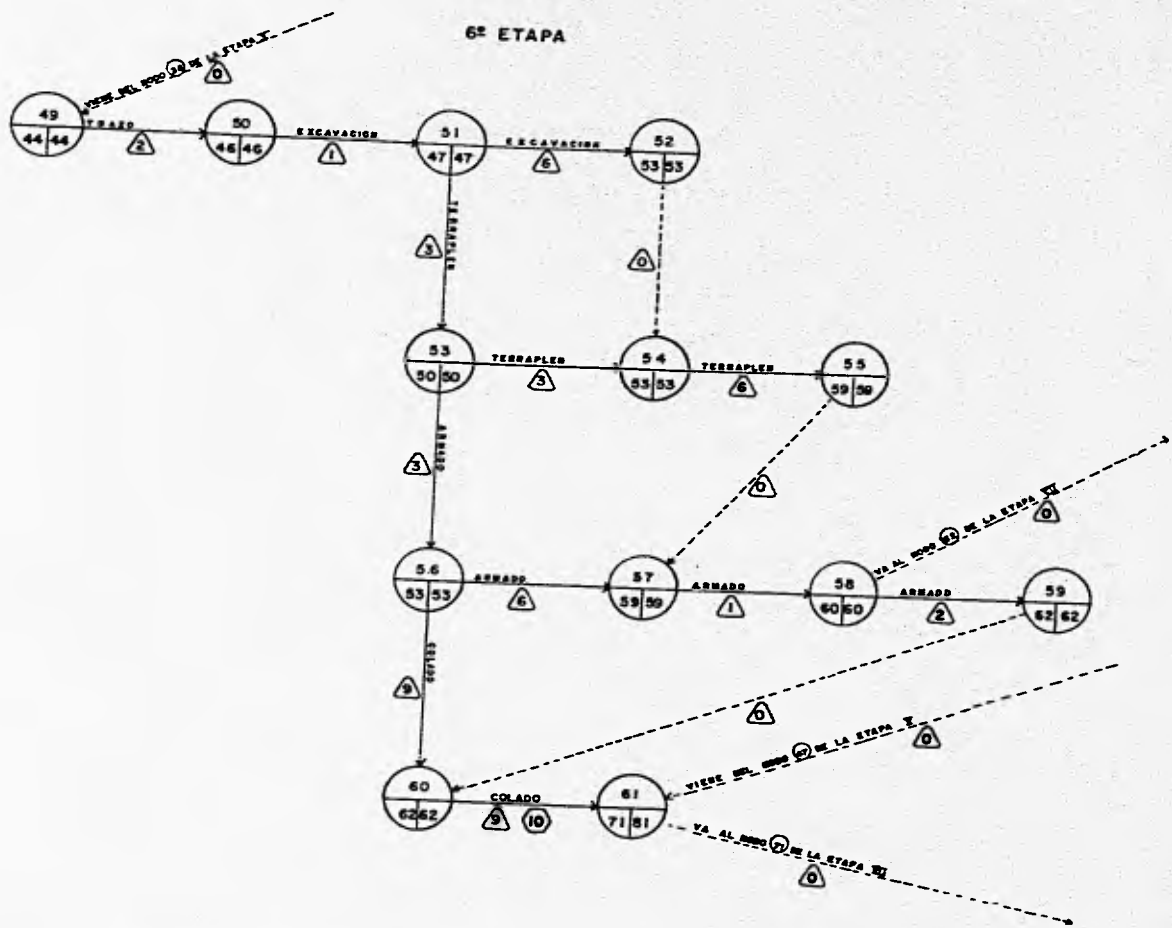 6ª ETAPA
VIENE DEL NODO 38 DE LA ETAPA V
0
49
44 44
TRAZO
2
50
46 46
EXCAVACION
1
51
47 47
EXCAVACION
6
52
53 53
TERRAPLEN
3
0
53
50 50
TERRAPLEN
3
54
53 53
TERRAPLEN
6
55
59 59
ARMADO
3
0
VA AL NODO DE LA ETAPA VII
0
56
53 53
ARMADO
6
57
59 59
ARMADO
1
58
60 60
ARMADO
2
59
62 62
COLADO
9
0
VIENE DEL NODO 47 DE LA ETAPA V
0
60
62 62
COLADO
9 10
61
71 81
VA AL NODO 71 DE LA ETAPA VII
0